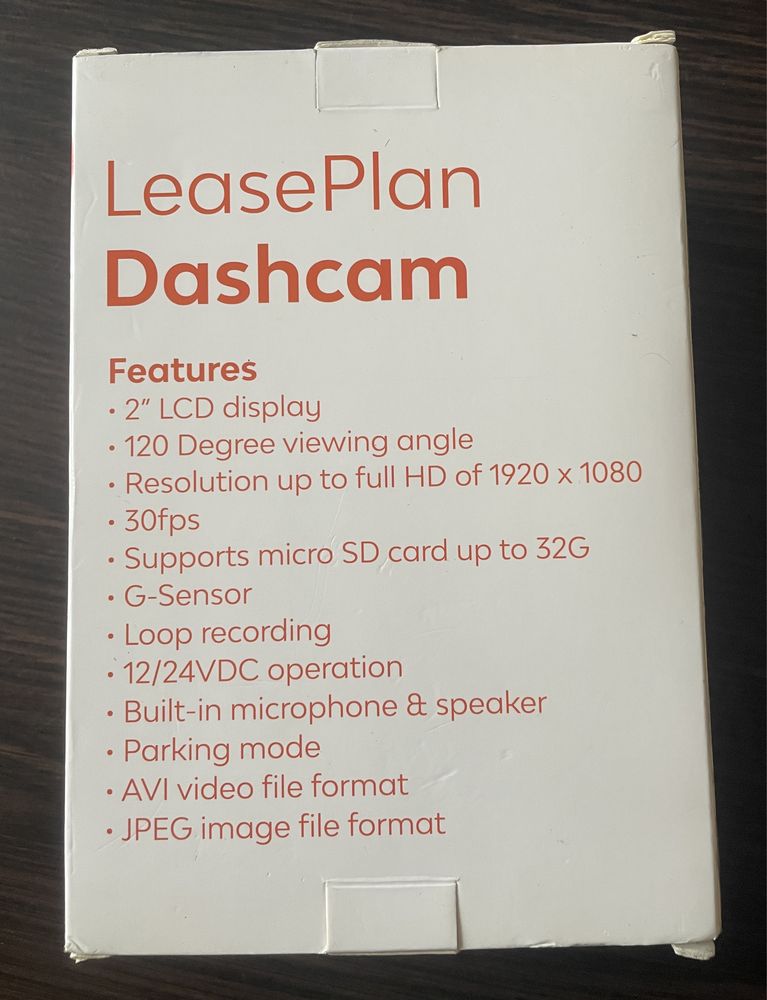 LeasePlan
Dashcam
Features
• 2” LCD display
• 120 Degree viewing angle
• Resolution up to full HD of 1920 x 1080
• 30fps
• Supports micro SD card up to 32G
• G-Sensor
• Loop recording
• 12/24VDC operation
• Built-in microphone & speaker
• Parking mode
• AVI video file format
• JPEG image file format